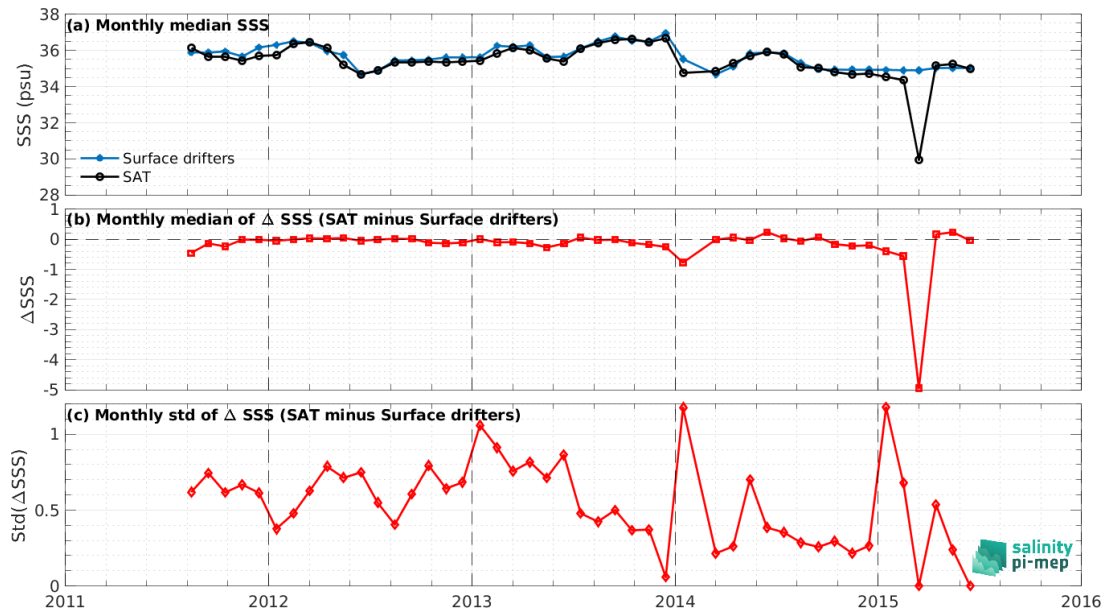 (a) Monthly median SSS
38
36
34
32
30
28
SSS (psu)
Surface drifters
SAT
(b) Monthly median of Δ SSS (SAT minus Surface drifters)
1
0
-1
-2
-3
-4
-5
ΔSSS
(c) Monthly std of Δ SSS (SAT minus Surface drifters)
1
0.5
0
Std(ΔSSS)
salinity
pi-mep
2011 2012 2013 2014 2015 2016